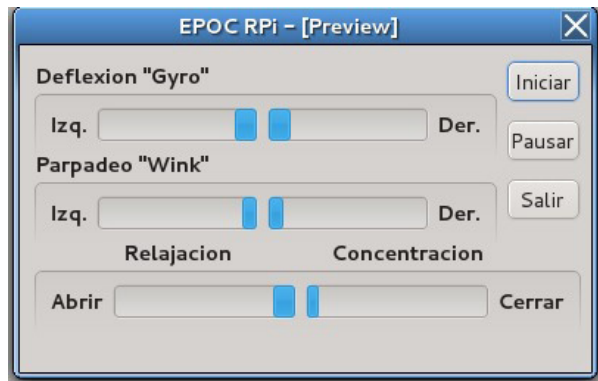 EPOC RPi – [Preview]
Deflexion "Gyro"
Iniciar
Izq. Der.
Pausar
Parpadeo "Wink"
Izq. Der.
Salir
Relajacion Concentracion
Abrir Cerrar